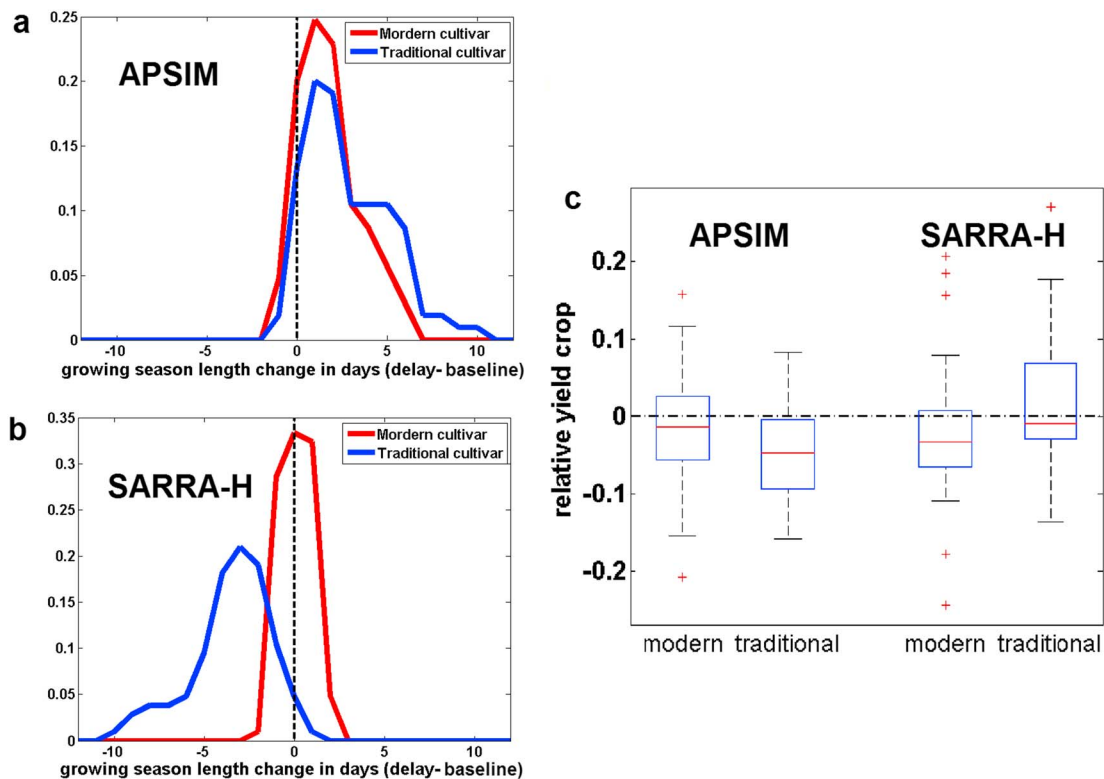 a
0.25
0.2
0.15
0.1
0.05
0
APSIM
Mordern cultivar
Traditional cultivar
-10 -5 0 5 10
growing season length change in days (delay- baseline)
b
0.35
0.3
0.25
0.2
0.15
0.1
0.05
0
SARRA-H
Mordern cultivar
Traditional cultivar
-10 -5 0 5 10
growing season length change in days (delay- baseline)
c
APSIM SARRA-H
relative yield crop
0.2
0.1
0
-0.1
-0.2
modern traditional modern traditional